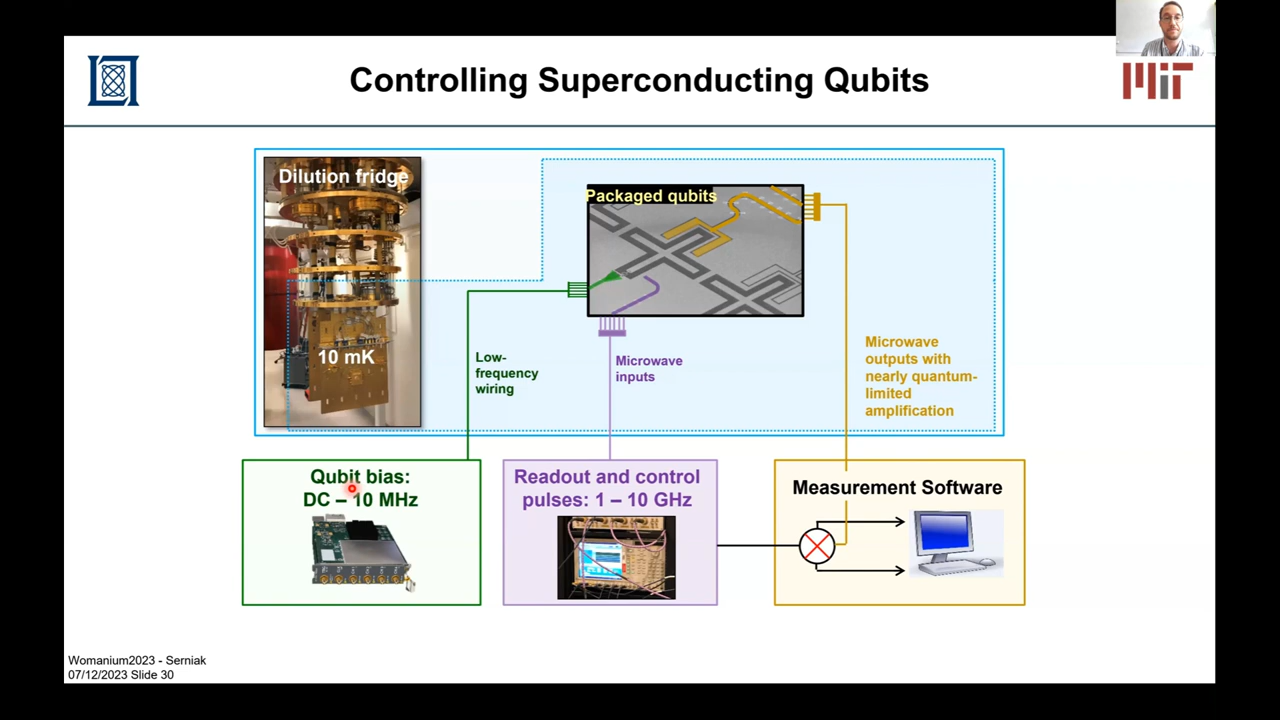 Controlling Superconducting Qubits
MIT
Dilution fridge
Packaged qubits
10 mK
Low-
frequency
wiring
Microwave
inputs
Microwave
outputs with
nearly quantum-
limited
amplification
Qubit bias:
DC – 10 MHz
Readout and control
pulses: 1 – 10 GHz
Measurement Software
Womanium2023 - Serniak
07/12/2023 Slide 30